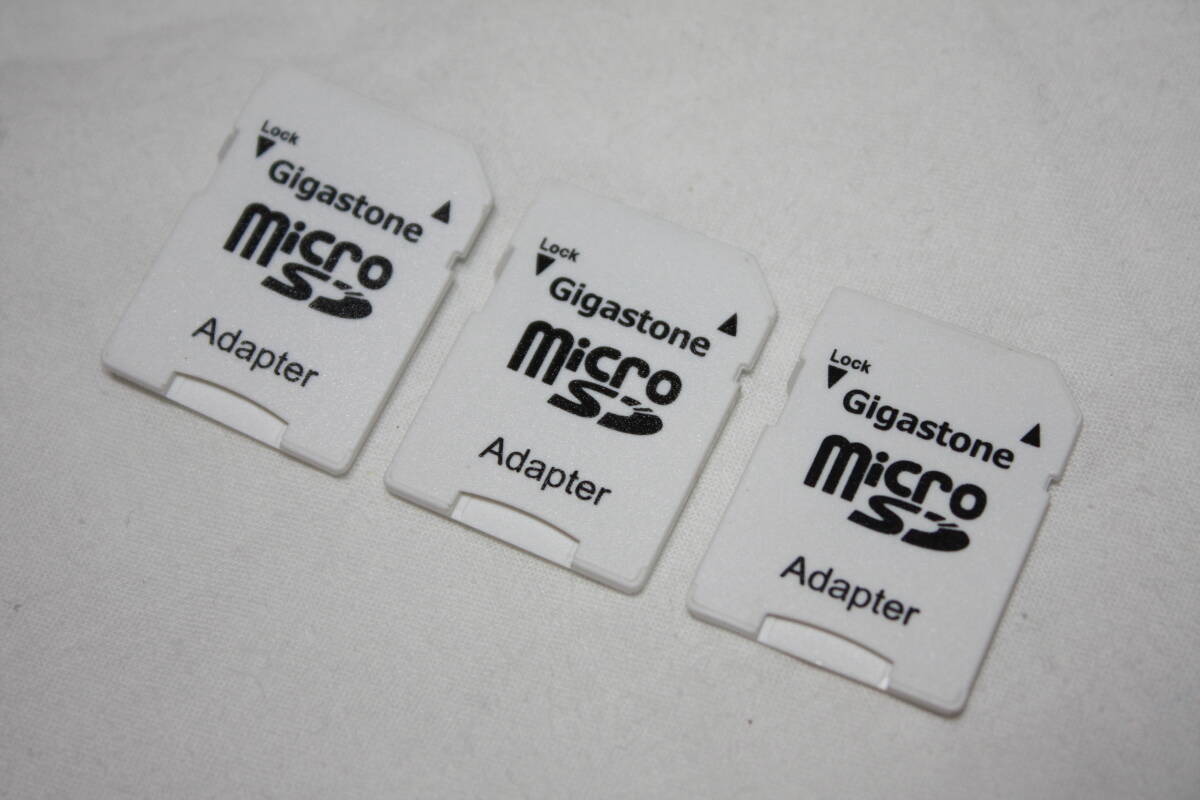 Lock
Gigastone
micro
SD
Adapter
Lock
Gigastone
micro
SD
Adapter
Lock
Gigastone
micro
SD
Adapter